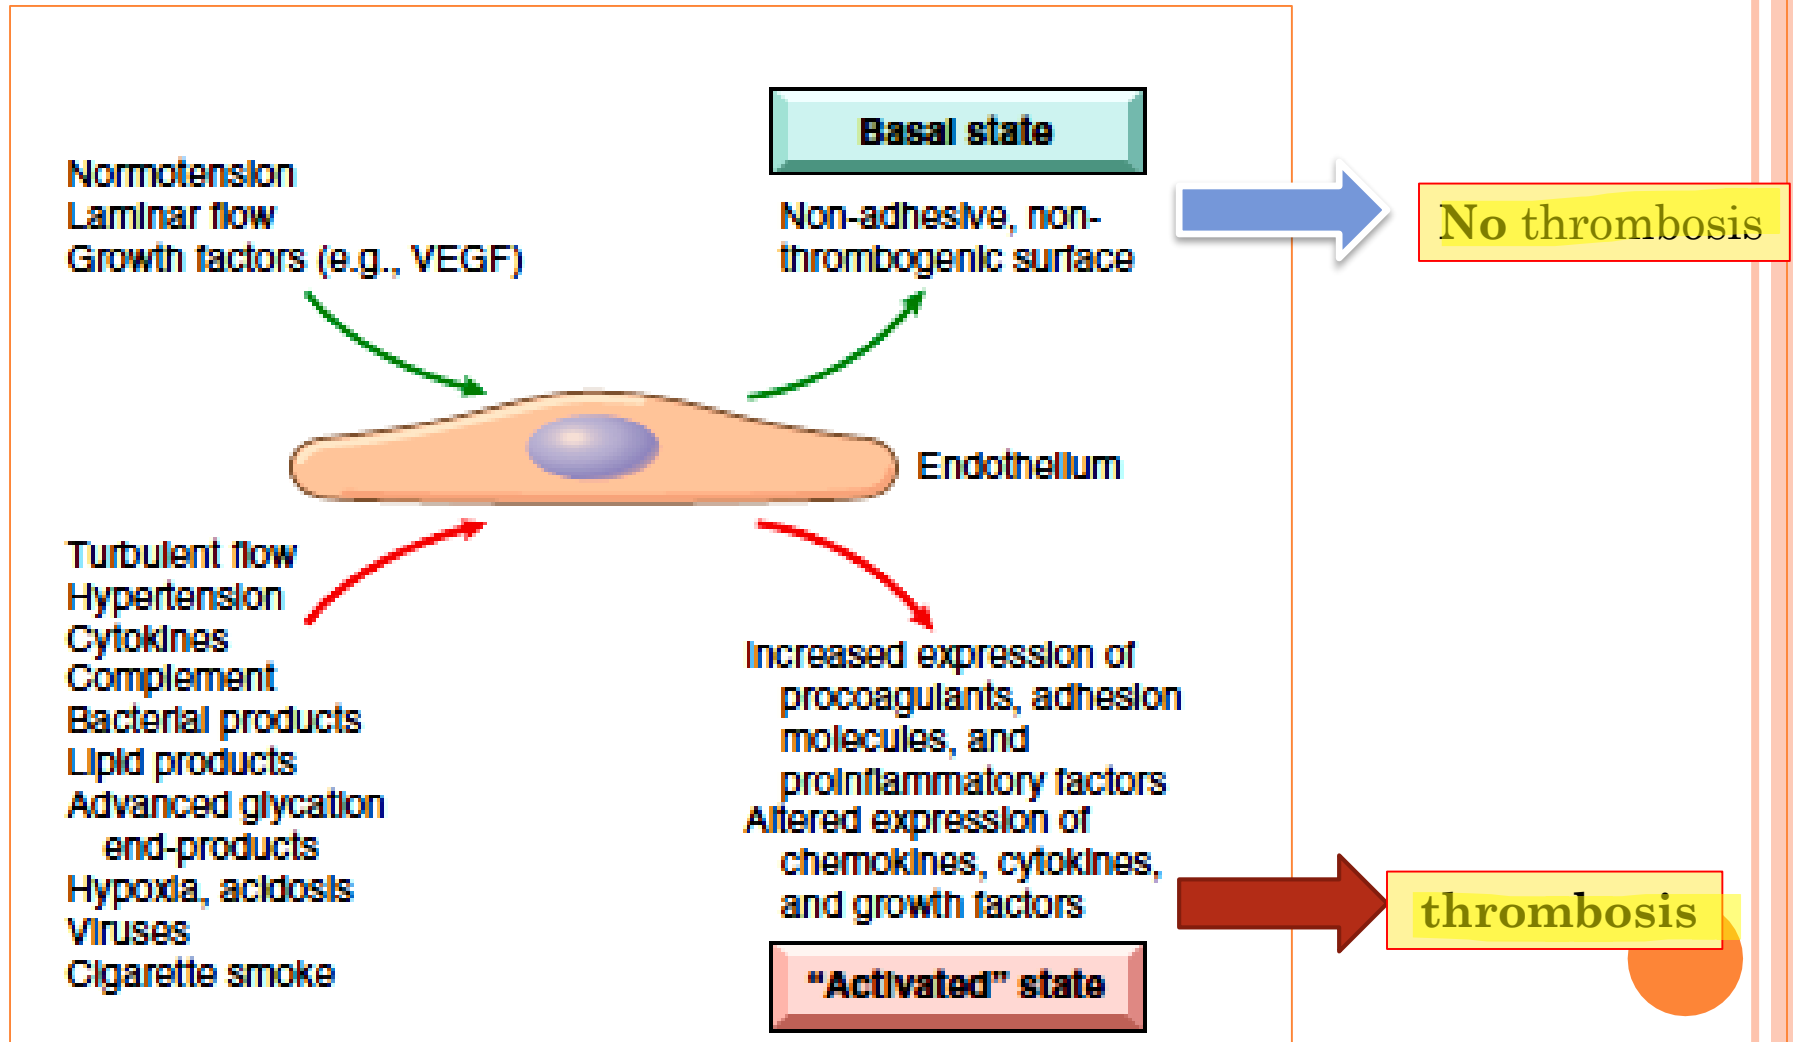 Basal state
Normotension
Laminar flow
Growth factors (e.g., VEGF)
Non-adhesive, non-
thrombogenic surface
No thrombosis
Endothelium
Turbulent flow
Hypertension
Cytokines
Complement
Bacterial products
Lipid products
Advanced glycation
end-products
Hypoxia, acidosis
Viruses
Cigarette smoke
Increased expression of
procoagulants, adhesion
molecules, and
proinflammatory factors
Altered expression of
chemokines, cytokines,
and growth factors
thrombosis
“Activated” state